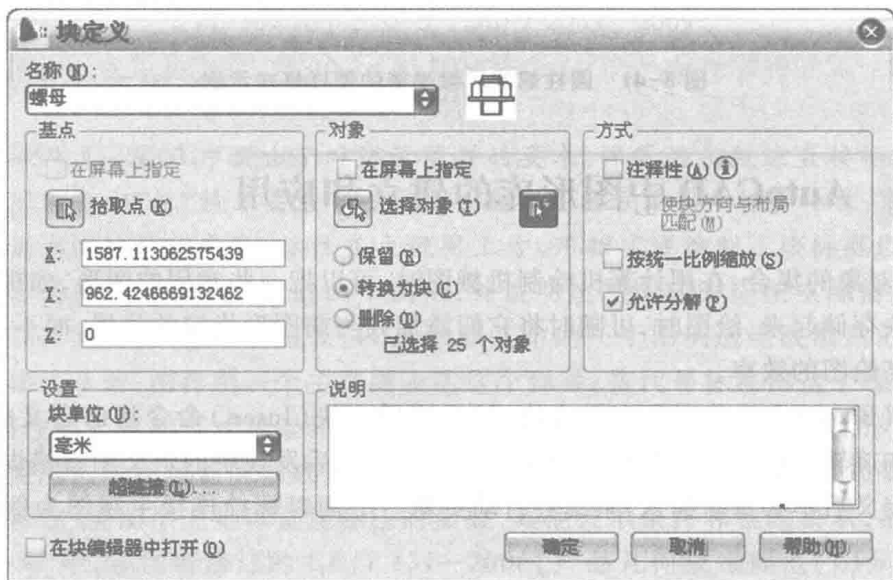 块定义
名称(N):
螺母
基点
在屏幕上指定
拾取点(K)
X: 1587.113062575439
Y: 962.4246669132462
Z: 0
对象
在屏幕上指定
选择对象(T)
保留(R)
转换为块(C)
删除(D)
已选择 25 个对象
方式
注释性(A)
使块方向与布局
匹配(M)
按统一比例缩放(S)
允许分解(P)
设置
块单位(U):
毫米
超链接(L)...
说明
在块编辑器中打开(O)
确定
取消
帮助(H)